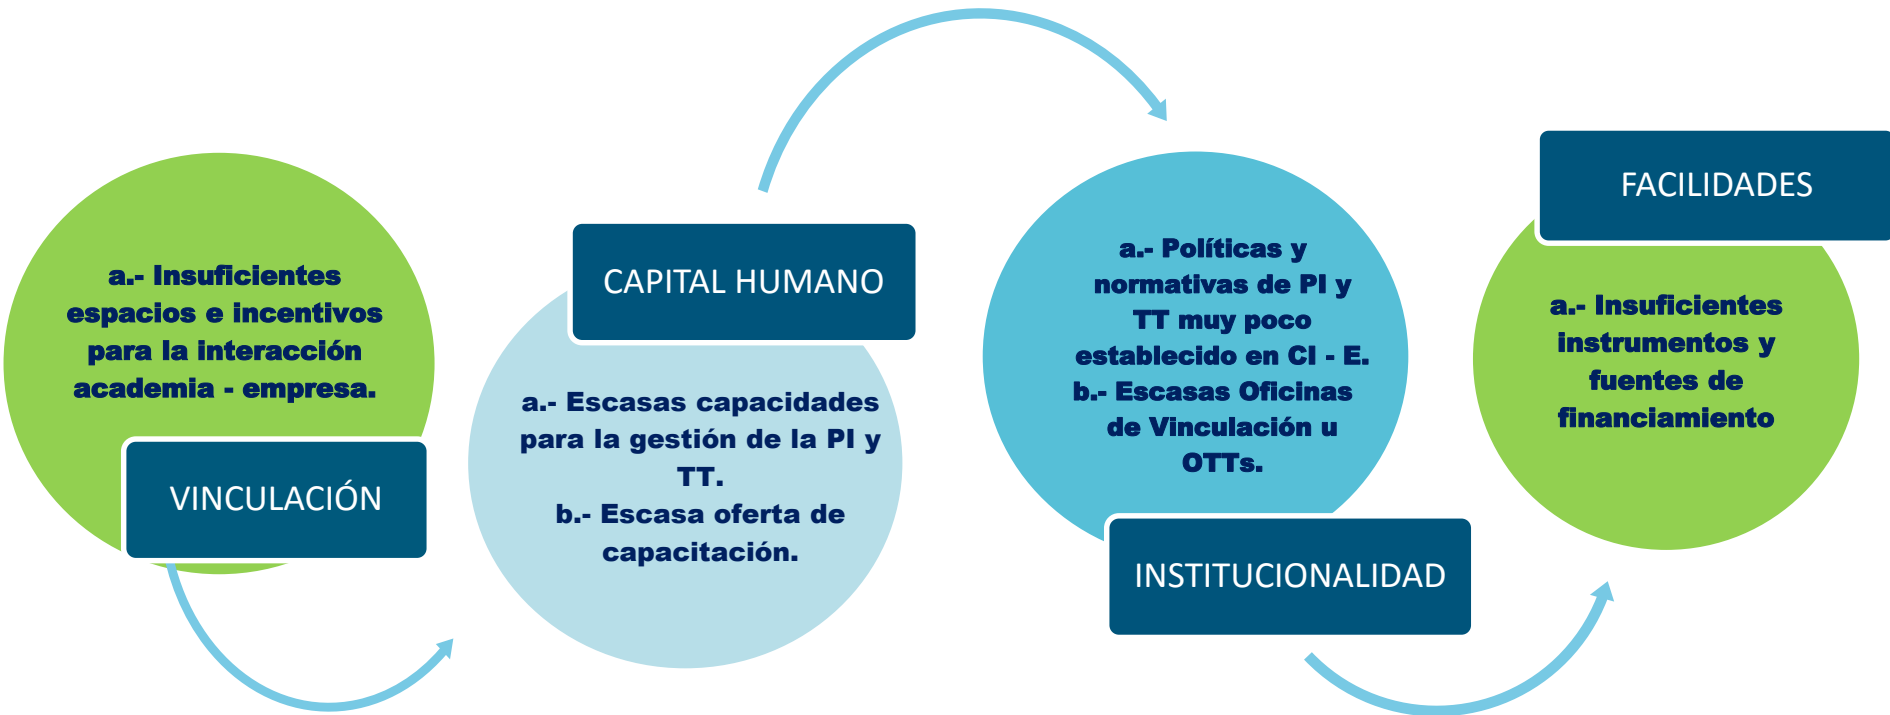 a.- Insuficientes
espacios e incentivos
para la interacción
academia - empresa.
VINCULACIÓN
CAPITAL HUMANO
a.- Escasas capacidades
para la gestión de la PI y
TT.
b.- Escasa oferta de
capacitación.
a.- Políticas y
normativas de PI y
TT muy poco
establecido en CI - E.
b.- Escasas Oficinas
de Vinculación u
OTTs.
INSTITUCIONALIDAD
FACILIDADES
a.- Insuficientes
instrumentos y
fuentes de
financiamiento